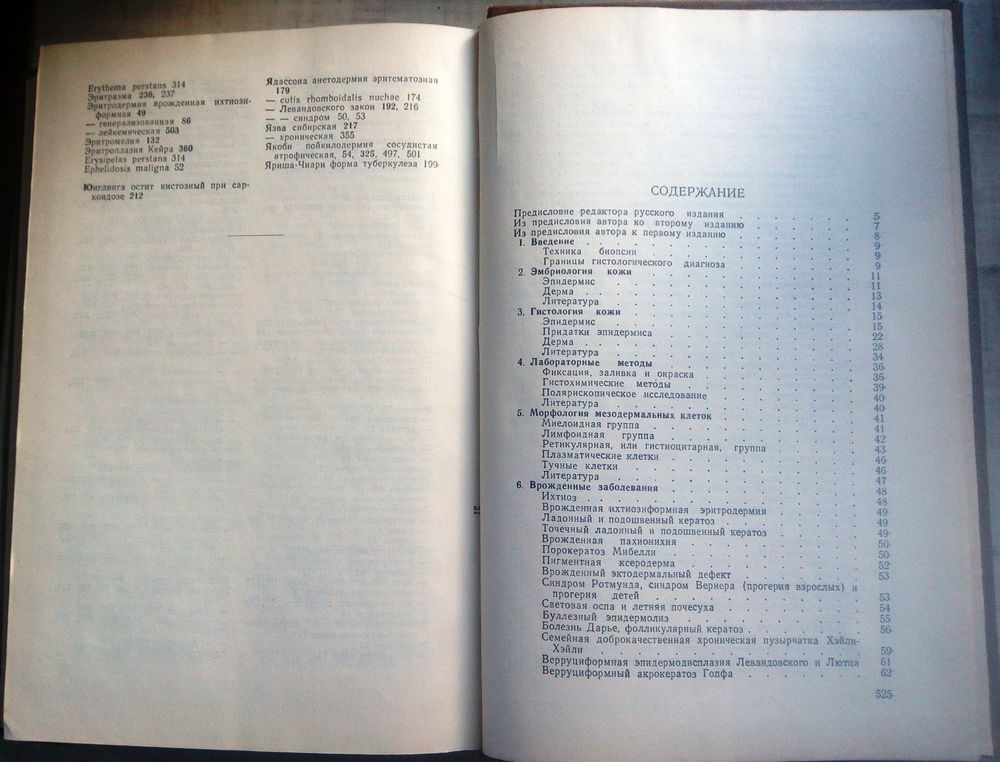 Erythema perstans 314
Эритразма 236, 237
Эритродермия врожденная ихтиози-
формная 49
— генерализованная 86
— лейкемическая 503
Эритромелия 132
Эритроплазия Кейра 360
Erysipelas perstans 314
Ephelidosis maligna 52
Юнглинга остит кистозный при сар-
коидозе 212
Ядассона анетодермия эритематозная
179
— cutis rhomboidalis nuchae 174
— Левандовского закон 192, 216
— — синдром 50, 53
Язва сибирская 217
— хроническая 355
Якоби пойкилодермия сосудистая
атрофическая, 54, 325, 497, 501
Яриша-Чиари форма туберкулеза 199
СОДЕРЖАНИЕ
Предисловие редактора русского издания 5
Из предисловия автора ко второму изданию 7
Из предисловия автора к первому изданию 8
1. Введение 9
Техника биопсии 9
Границы гистологического диагноза 9
2. Эмбриология кожи 11
Эпидермис 11
Дерма 13
Литература 14
3. Гистология кожи 15
Эпидермис 15
Придатки эпидермиса 22
Дерма 28
Литература 34
4. Лабораторные методы 36
Фиксация, заливка и окраска 36
Гистохимические методы 39
Полярископическое исследование 40
Литература 40
5. Морфология мезодермальных клеток 41
Миелоидная группа 41
Лимфоидная группа 42
Ретикулярная, или гистиоцитарная, группа 43
Плазматические клетки 46
Тучные клетки 46
Литература 47
6. Врожденные заболевания 48
Ихтиоз 48
Врожденная ихтиозиформная эритродермия 49
Ладонный и подошвенный кератоз 49
Точечный ладонный и подошвенный кератоз 49
Врожденная пахионихия 50
Порокератоз Мибелли 50
Пигментная ксеродерма 52
Врожденный эктодермальный дефект 53
Синдром Ротмунда, синдром Вернера (прогерия взрослых) и
прогерия детей 53
Световая оспа и летняя почесуха 54
Буллезный эпидермолиз 55
Болезнь Дарье, фолликулярный кератоз 56
Семейная доброкачественная хроническая пузырчатка Хэйли-
Хэйли 59
Верруциформная эпидермодисплазия Левандовского и Лютца 61
Верруциформный акрокератоз Гопфа 62
525